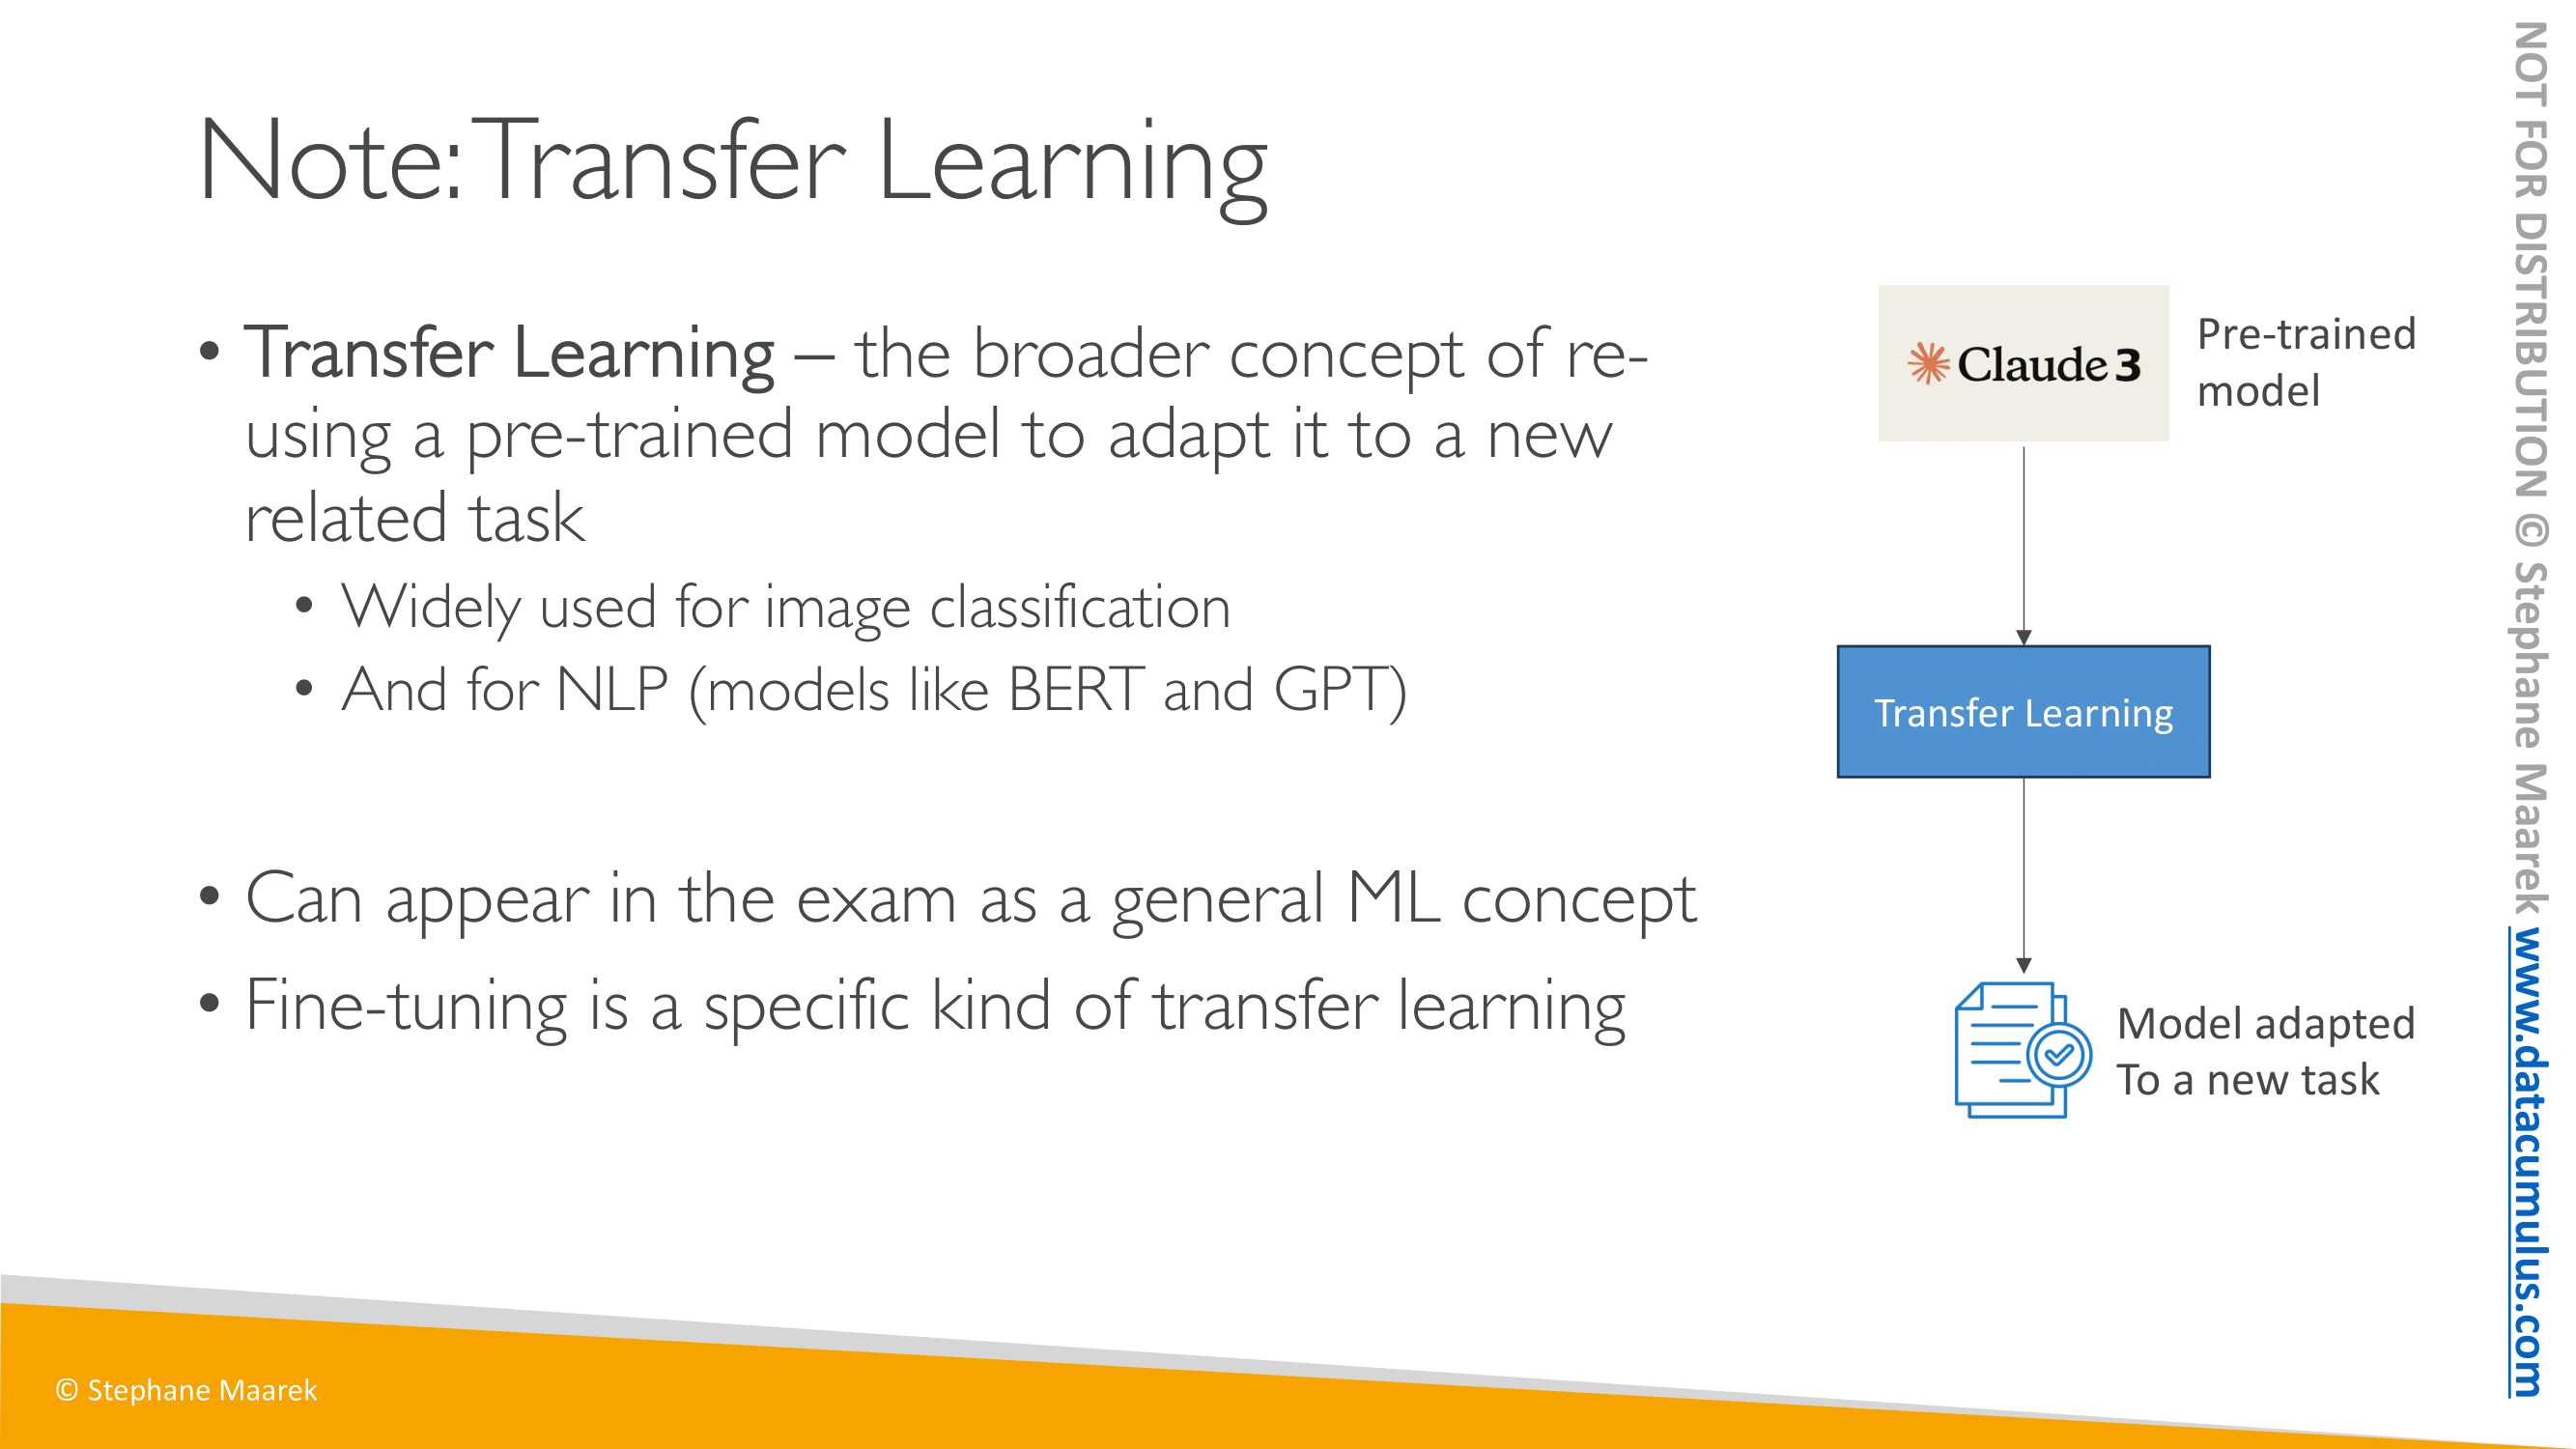 Note: Transfer Learning
• Transfer Learning – the broader concept of re-
using a pre-trained model to adapt it to a new
related task
• Widely used for image classification
• And for NLP (models like BERT and GPT)
• Can appear in the exam as a general ML concept
• Fine-tuning is a specific kind of transfer learning
Claude 3
Pre-trained
model
Transfer Learning
Model adapted
To a new task
© Stephane Maarek
NOT FOR DISTRIBUTION © Stephane Maarek www.datacumulus.com